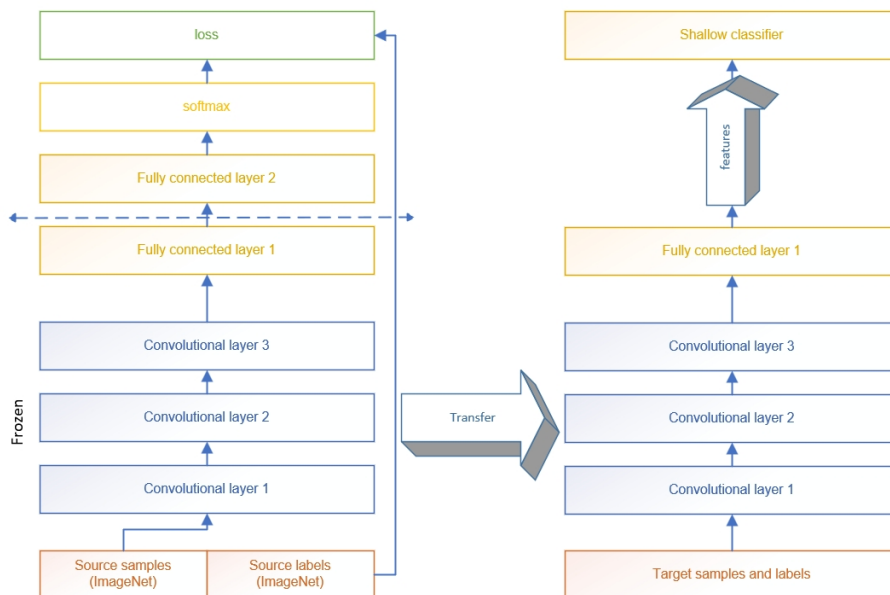 loss
softmax
Fully connected layer 2
Fully connected layer 1
Convolutional layer 3
Convolutional layer 2
Convolutional layer 1
Source samples
(ImageNet)
Source labels
(ImageNet)
Frozen
Transfer
Shallow classifier
features
Fully connected layer 1
Convolutional layer 3
Convolutional layer 2
Convolutional layer 1
Target samples and labels